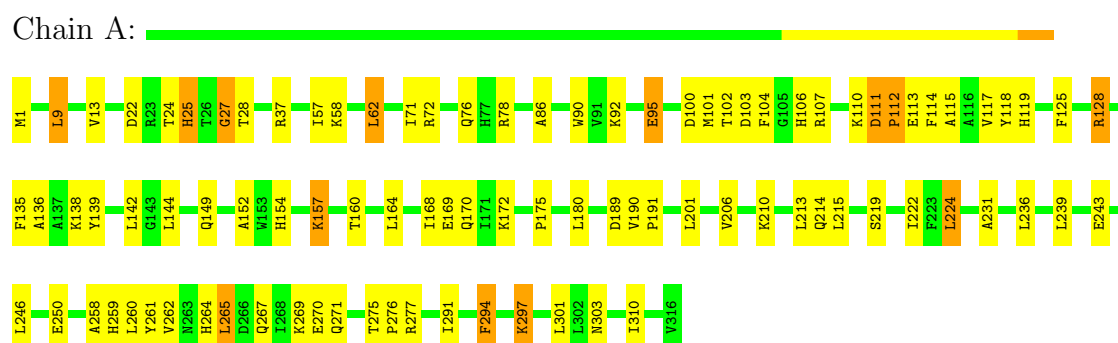 Chain A:
M1 L9 V13 D22 R23 T24 H25 T26 G27 T28 R37 I57 K58 L62 I71 R72 Q76 H77 R78 A86 W90 V91 K92 E95 D100 M101 T102 D103 F104 G105 H106 R107 K110 D111 P112 E113 F114 A115 A116 V117 Y118 H119 F125 R128
F135 A136 A137 K138 Y139 L142 G143 L144 Q149 A152 W153 H154 K157 T160 L164 I168 E169 Q170 I171 K172 P175 L180 D189 V190 P191 L201 V206 K210 L213 Q214 L215 S219 I222 F223 L224 A231 L236 L239 E243
L246 E250 A258 H259 L260 Y261 V262 N263 H264 L265 D266 Q267 I268 K269 E270 Q271 T275 P276 R277 I291 F294 K297 L301 L302 N303 I310 V316